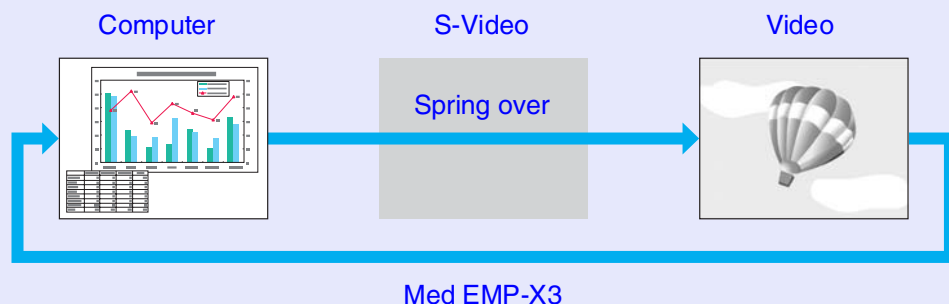 Computer
S-Video
Video
Spring over
Med EMP-X3